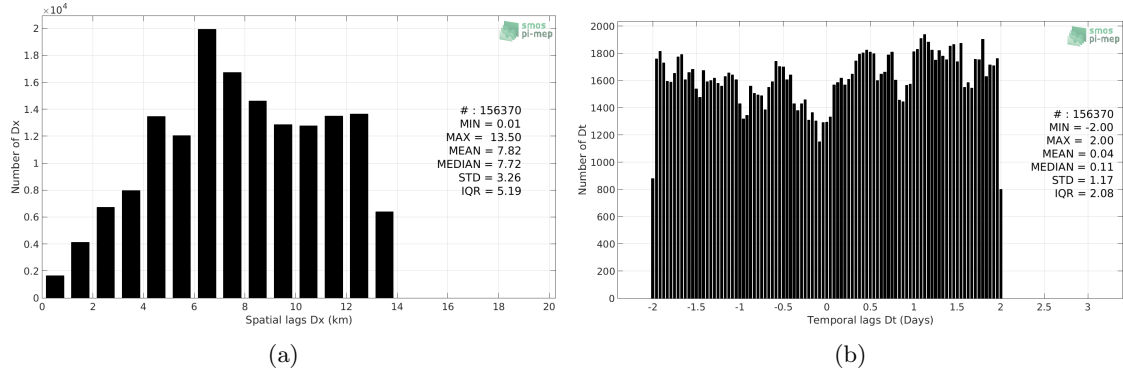 ×10⁴
2
1.8
1.6
1.4
1.2
1
0.8
0.6
0.4
0.2
0
Number of Dx
0 2 4 6 8 10 12 14 16 18 20
Spatial lags Dx (km)
smos
pi-mep
# : 156370
MIN = 0.01
MAX = 13.50
MEAN = 7.82
MEDIAN = 7.72
STD = 3.26
IQR = 5.19
(a)
2000
1800
1600
1400
1200
1000
800
600
400
200
0
Number of Dt
-2 -1.5 -1 -0.5 0 0.5 1 1.5 2 2.5 3
Temporal lags Dt (Days)
smos
pi-mep
# : 156370
MIN = -2.00
MAX = 2.00
MEAN = 0.04
MEDIAN = 0.11
STD = 1.17
IQR = 2.08
(b)